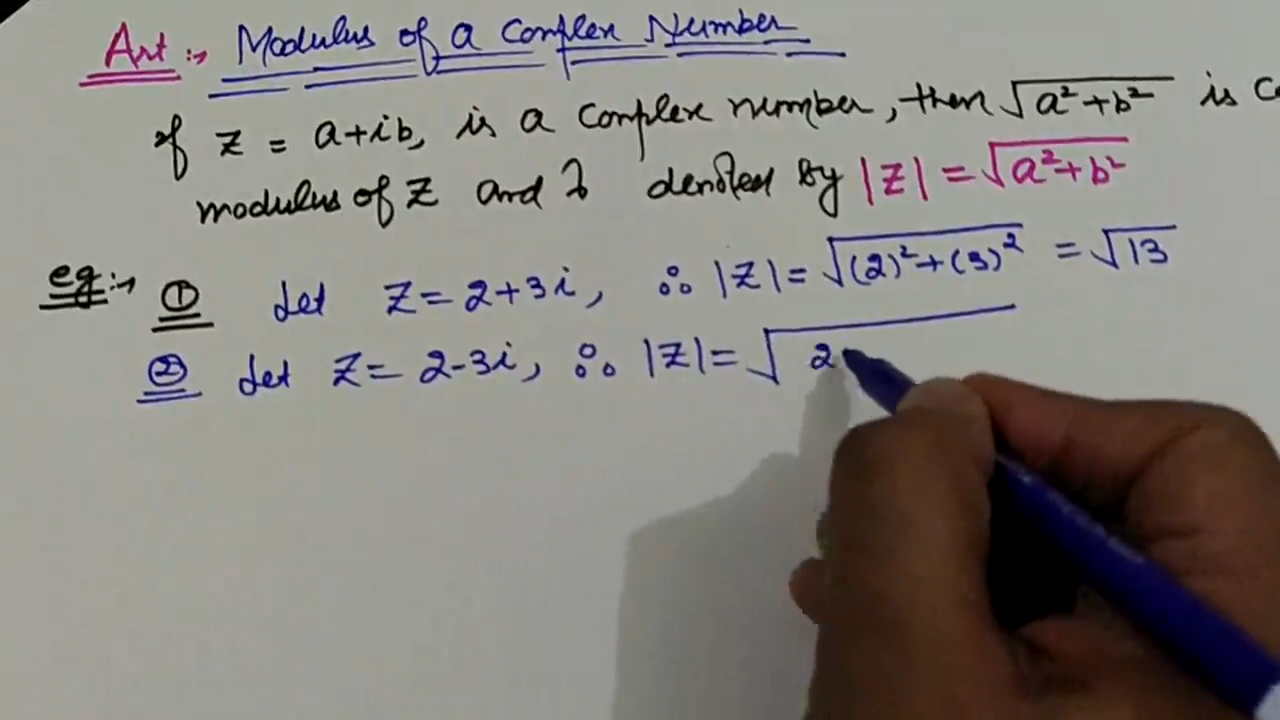 Art :- Modulus of a Complex Number
If z = a+ib, is a complex number, then √a²+b² is c
modulus of z and is denoted by |z| = √a²+b²
eg:- ① Let z = 2+3i, ∴ |z| = √(2)²+(3)² = √13
② Let z = 2-3i, ∴ |z| = √2